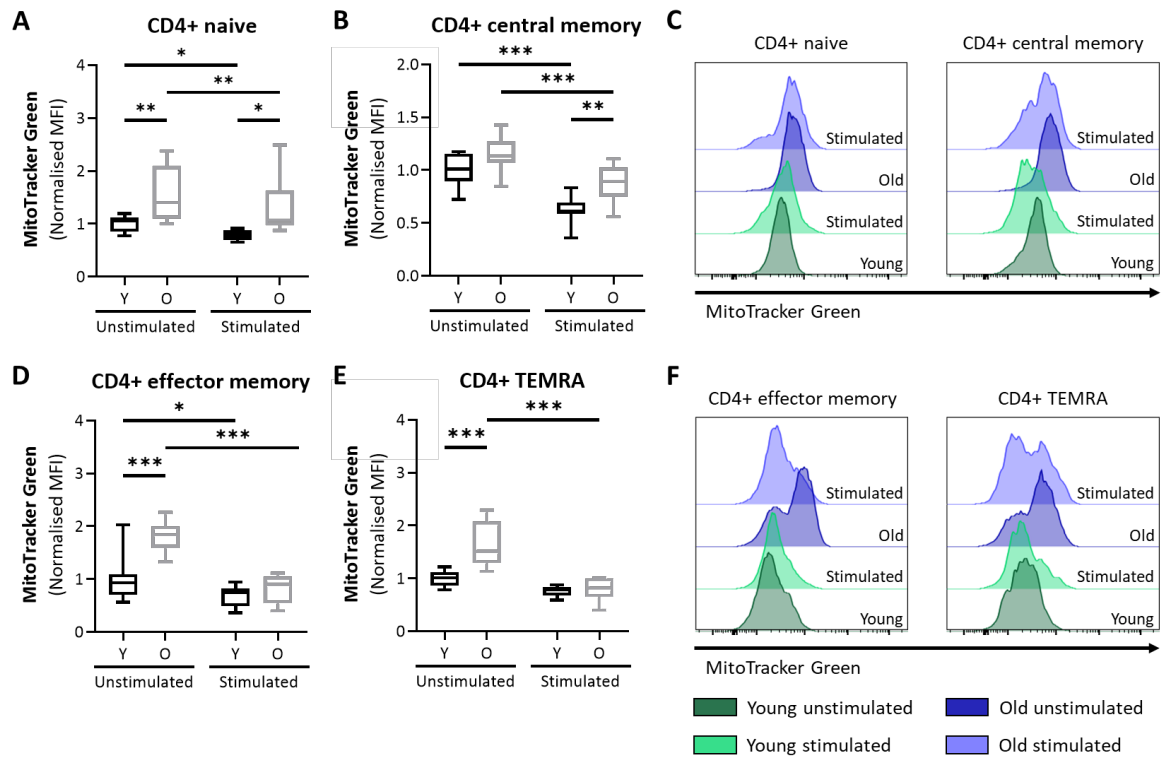 A
CD4+ naive
MitoTracker Green
(Normalised MFI)
4
3
2
1
0
*
**
**
*
Y
O
Y
O
Unstimulated
Stimulated
B
CD4+ central memory
MitoTracker Green
(Normalised MFI)
2.0
1.5
1.0
0.5
0.0
***
***
**
Y
O
Y
O
Unstimulated
Stimulated
C
CD4+ naive
Stimulated
Old
Stimulated
Young
CD4+ central memory
Stimulated
Old
Stimulated
Young
MitoTracker Green
D
CD4+ effector memory
MitoTracker Green
(Normalised MFI)
4
3
2
1
0
*
***
***
Y
O
Y
O
Unstimulated
Stimulated
E
CD4+ TEMRA
MitoTracker Green
(Normalised MFI)
4
3
2
1
0
***
***
Y
O
Y
O
Unstimulated
Stimulated
F
CD4+ effector memory
Stimulated
Old
Stimulated
Young
CD4+ TEMRA
Stimulated
Old
Stimulated
Young
MitoTracker Green
Young unstimulated
Old unstimulated
Young stimulated
Old stimulated